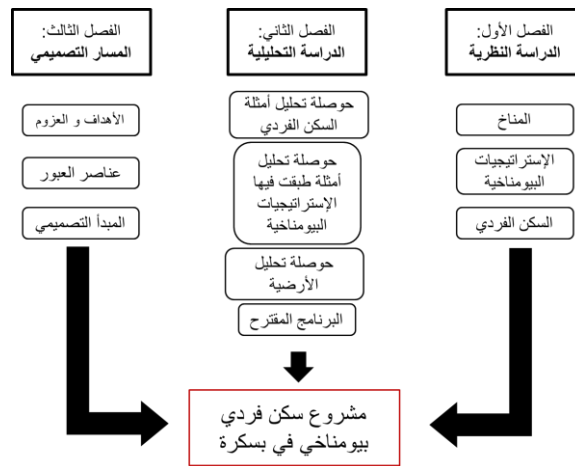 الفصل الأول:
الدراسة النظرية
المناخ
الإستراتيجيات
البيومناخية
السكن الفردي
الفصل الثاني:
الدراسة التحليلية
حوصلة تحليل أمثلة
السكن الفردي
حوصلة تحليل
أمثلة طبقت فيها
الإستراتيجيات
البيومناخية
حوصلة تحليل
الأرضية
البرنامج المقترح
الفصل الثالث:
المسار التصميمي
الأهداف و العزوم
عناصر العبور
المبدأ التصميمي
مشروع سكن فردي
بيومناخي في بسكرة